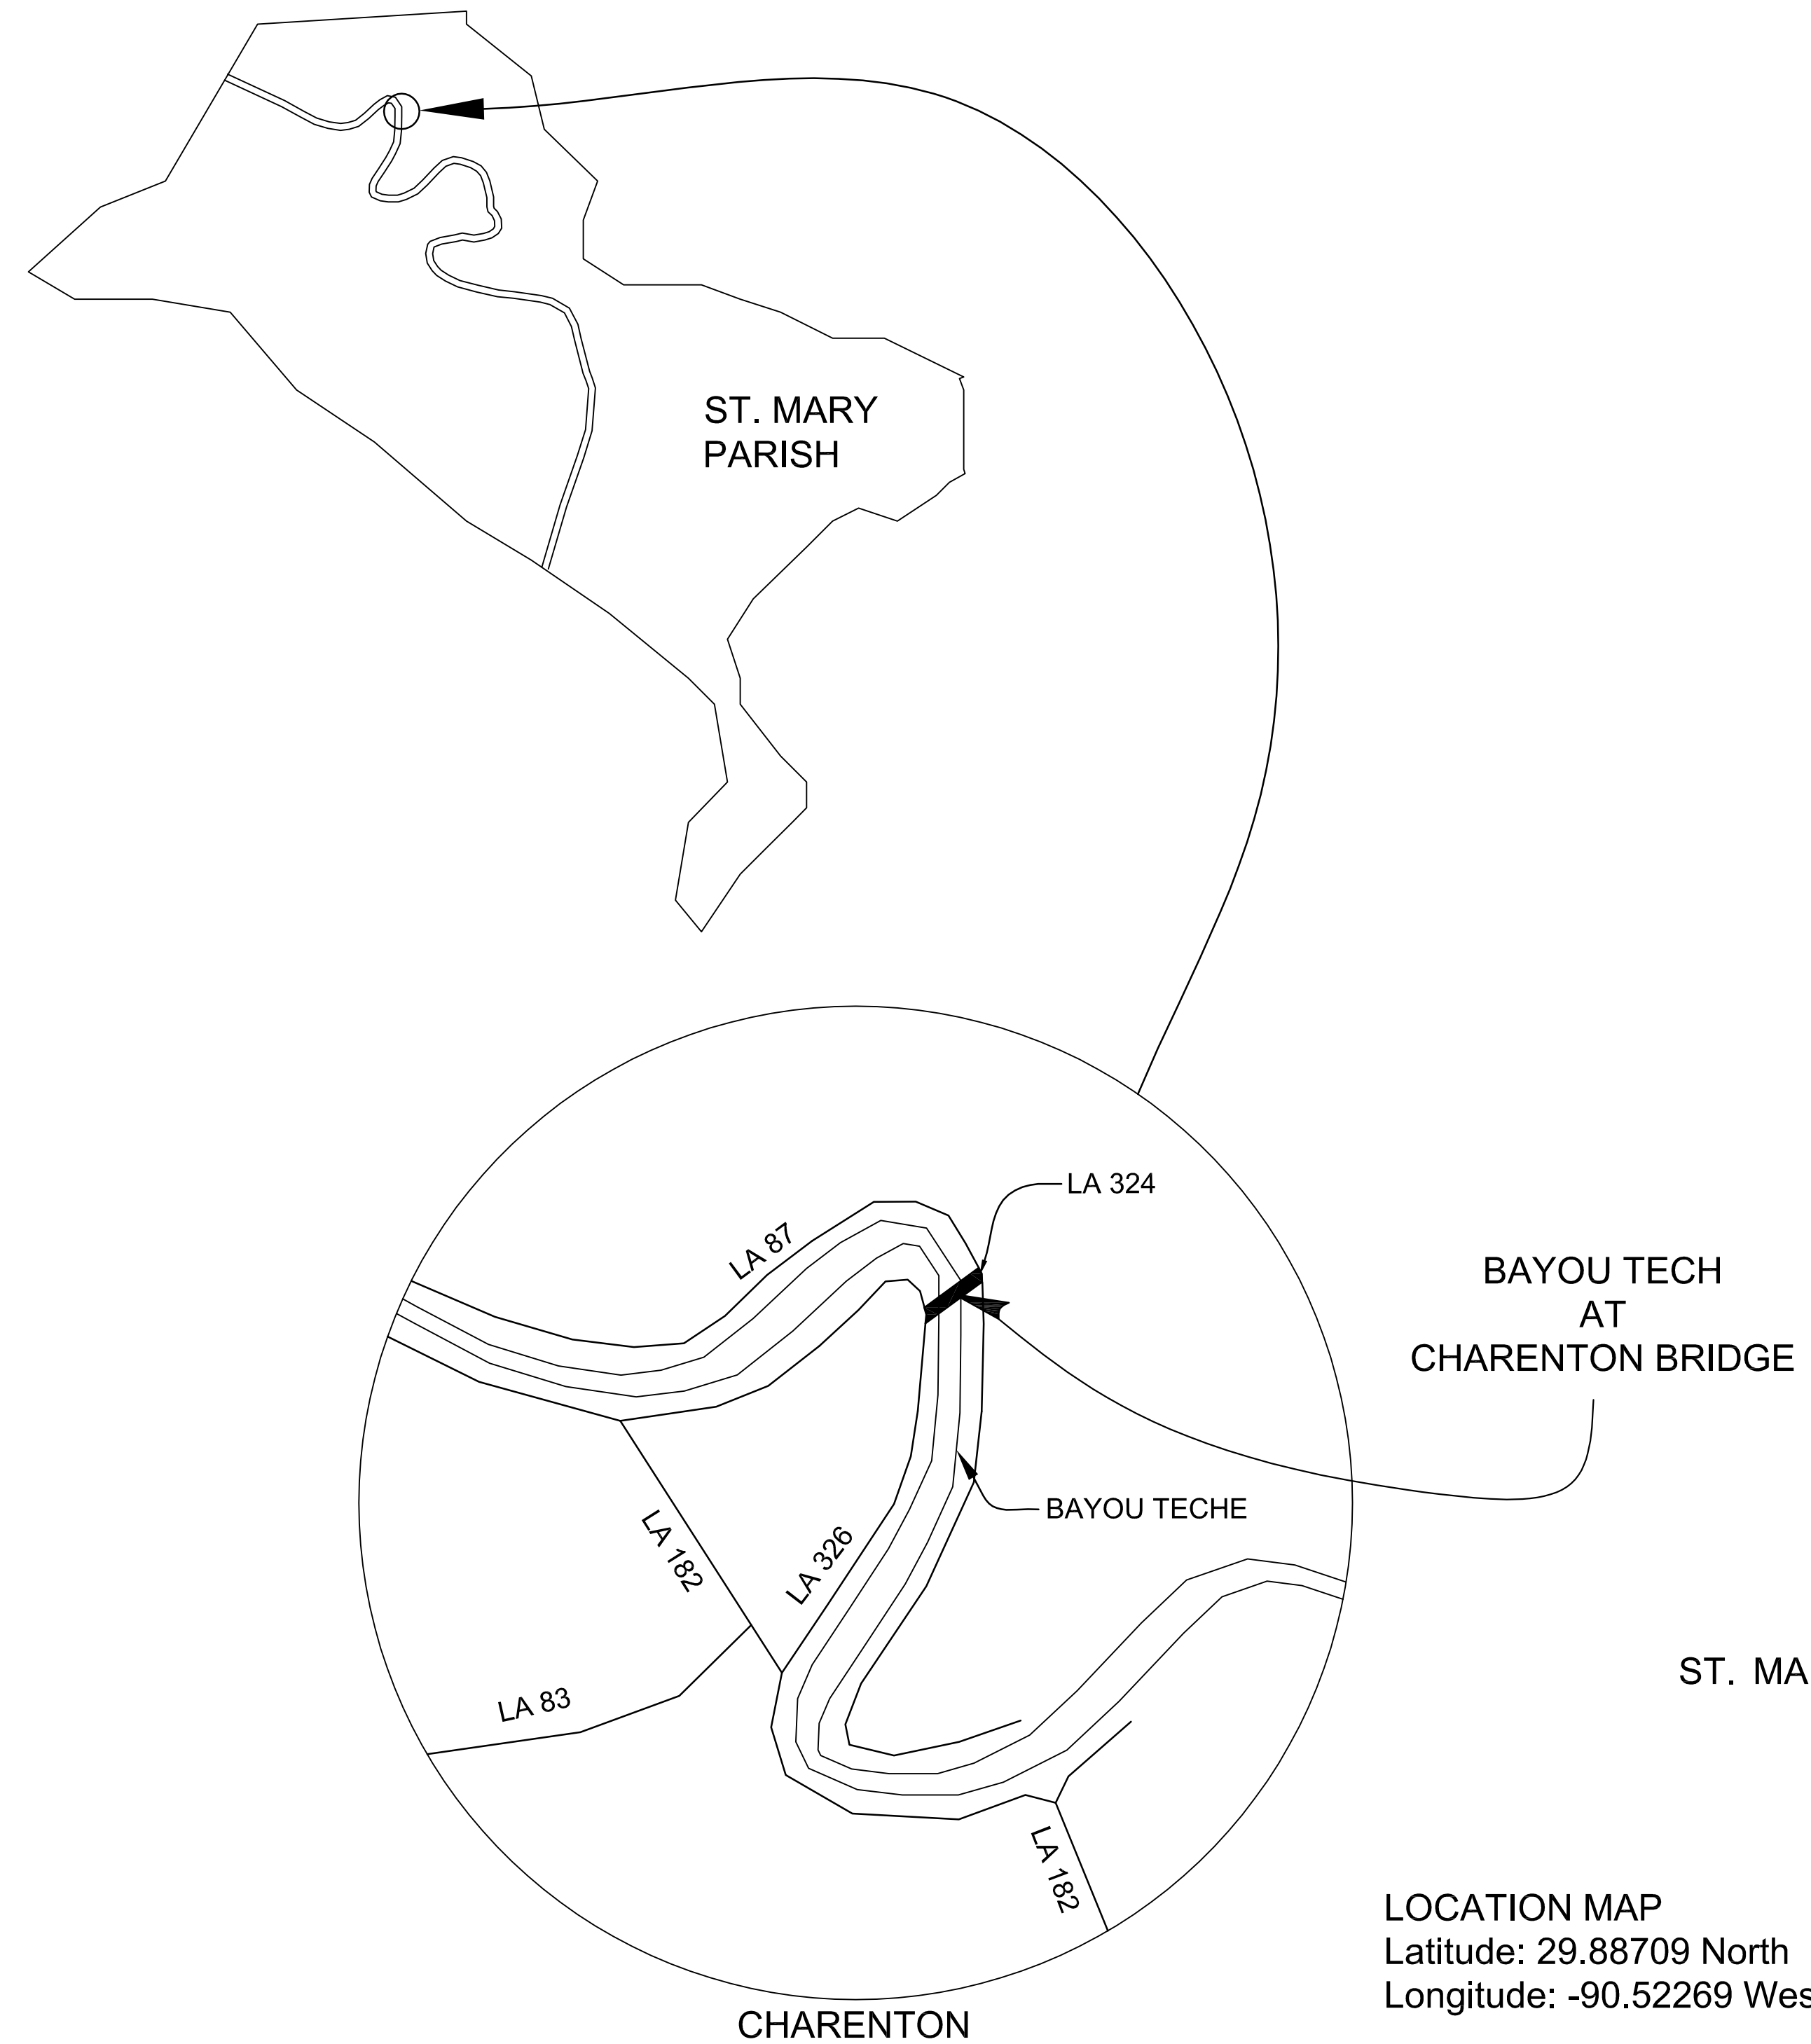 ST. MARY
PARISH
LA 324
LA 87
BAYOU TECH
AT
CHARENTON BRIDGE
BAYOU TECHE
LA 182
LA 326
LA 83
ST. MA
LA 182
LOCATION MAP
Latitude: 29.88709 North
Longitude: -90.52269 Wes
CHARENTON